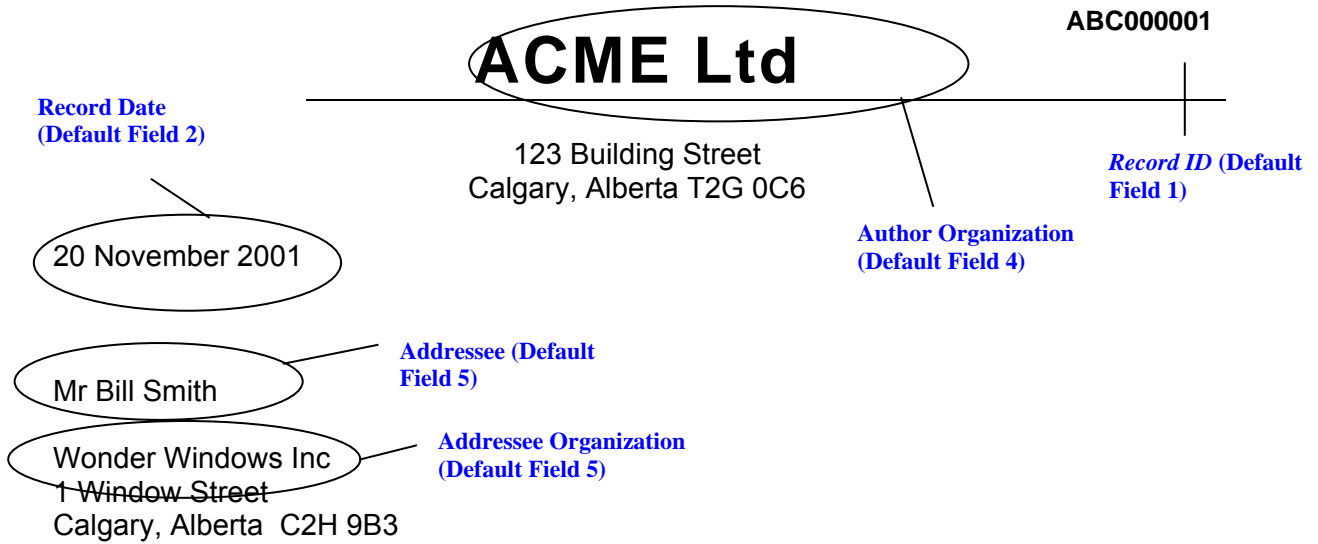 ABC000001
ACME Ltd
Record Date
(Default Field 2)
123 Building Street
Calgary, Alberta T2G 0C6
Record ID (Default
Field 1)
Author Organization
(Default Field 4)
20 November 2001
Addressee (Default
Field 5)
Mr Bill Smith
Addressee Organization
(Default Field 5)
Wonder Windows Inc
1 Window Street
Calgary, Alberta  C2H 9B3